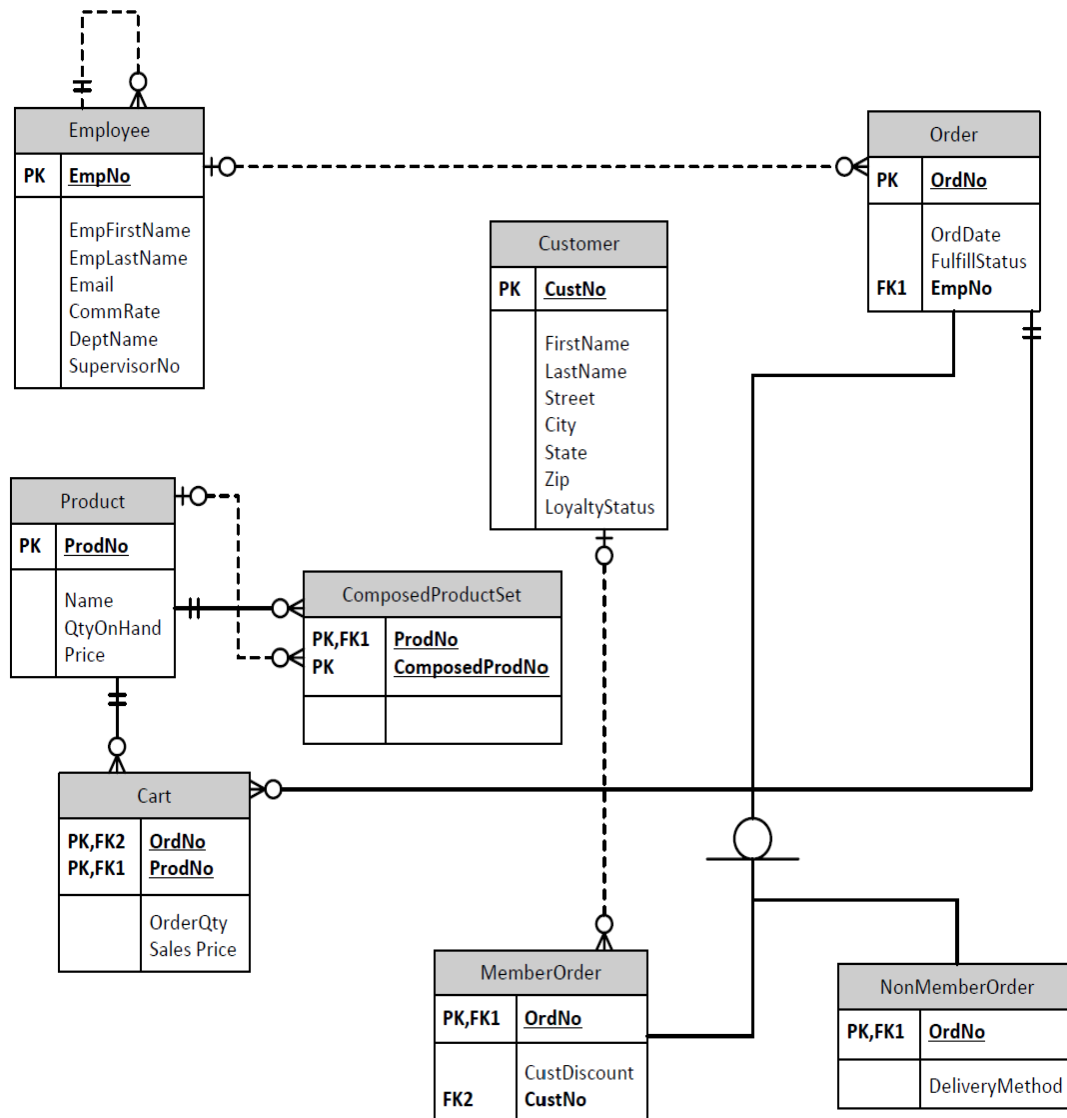 Employee
PK EmpNo
EmpFirstName
EmpLastName
Email
CommRate
DeptName
SupervisorNo
Order
PK OrdNo
OrdDate
FulfillStatus
FK1 EmpNo
Customer
PK CustNo
FirstName
LastName
Street
City
State
Zip
LoyaltyStatus
Product
PK ProdNo
Name
QtyOnHand
Price
ComposedProductSet
PK,FK1 ProdNo
PK ComposedProdNo
Cart
PK,FK2 OrdNo
PK,FK1 ProdNo
OrderQty
Sales Price
MemberOrder
PK,FK1 OrdNo
CustDiscount
FK2 CustNo
NonMemberOrder
PK,FK1 OrdNo
DeliveryMethod